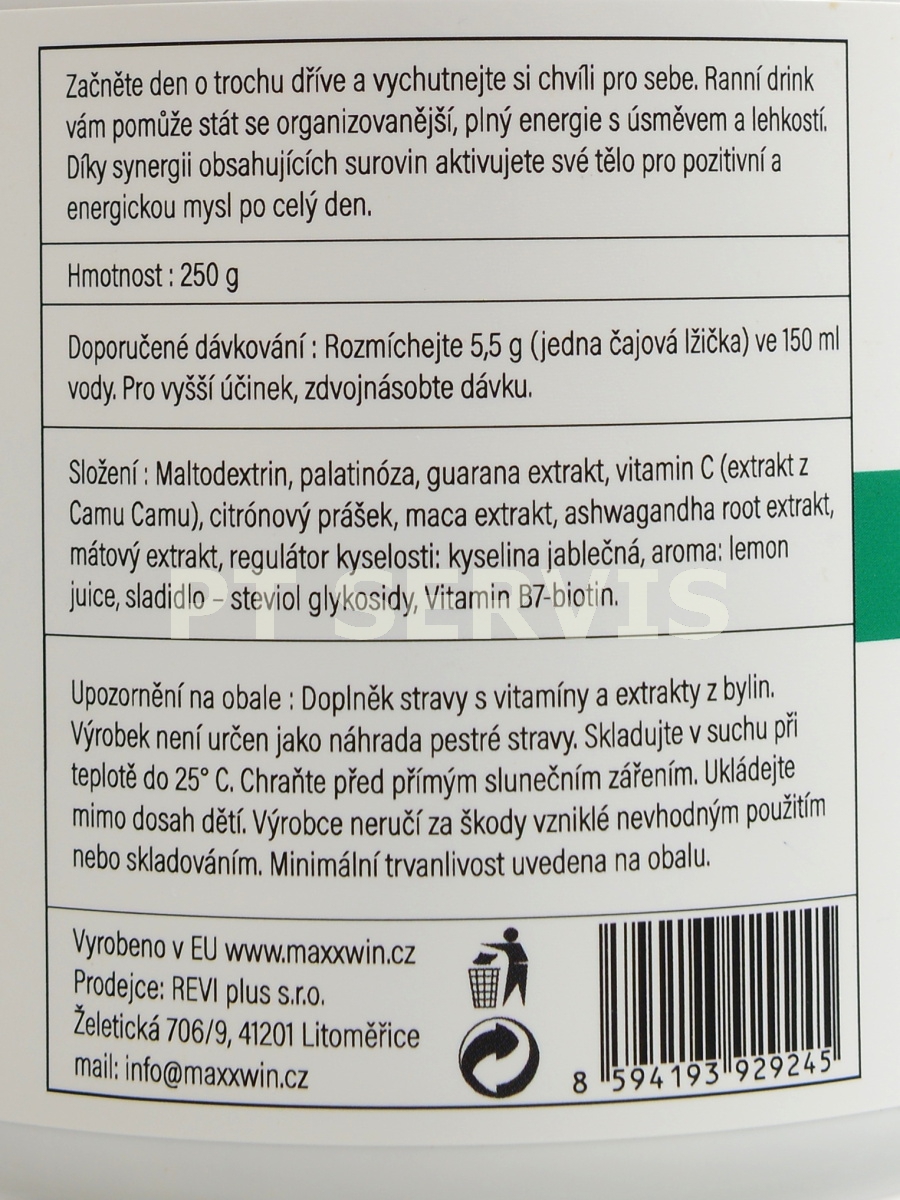 Začněte den o trochu dříve a vychutnejte si chvíli pro sebe. Ranní drink
vám pomůže stát se organizovanější, plný energie s úsměvem a lehkostí.
Díky synergii obsahujících surovin aktivujete své tělo pro pozitivní a
energickou mysl po celý den.
Hmotnost : 250 g
Doporučené dávkování : Rozmíchejte 5,5 g (jedna čajová lžička) ve 150 ml
vody. Pro vyšší účinek, zdvojnásobte dávku.
Složení : Maltodextrin, palatinóza, guarana extrakt, vitamin C (extrakt z
Camu Camu), citrónový prášek, maca extrakt, ashwagandha root extrakt,
mátový extrakt, regulátor kyselosti: kyselina jablečná, aroma: lemon
juice, sladidlo – steviol glykosidy, Vitamin B7-biotin.
PT SERVIS
Upozornění na obale : Doplněk stravy s vitamíny a extrakty z bylin.
Výrobek není určen jako náhrada pestré stravy. Skladujte v suchu při
teplotě do 25° C. Chraňte před přímým slunečním zářením. Ukládejte
mimo dosah dětí. Výrobce neručí za škody vzniklé nevhodným použitím
nebo skladováním. Minimální trvanlivost uvedena na obalu.
Vyrobeno v EU www.maxxwin.cz
Prodejce: REVI plus s.r.o.
Želetická 706/9, 41201 Litoměřice
mail: info@maxxwin.cz
8 594193 929245